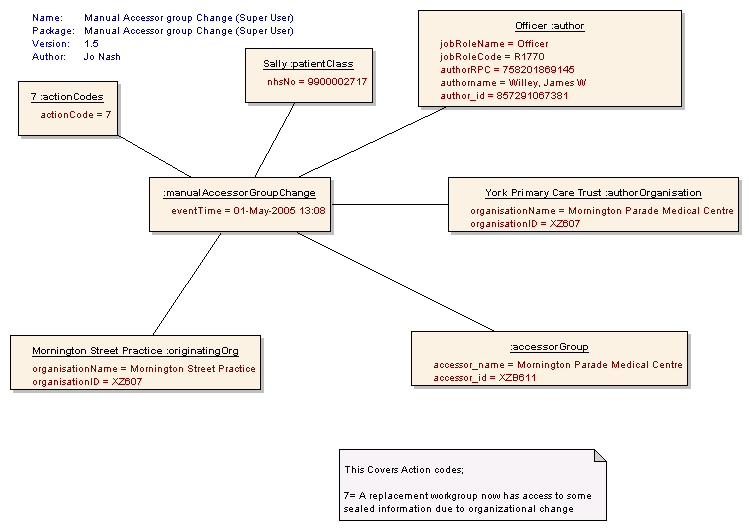 Name: Manual Accessor group Change (Super User)
Package: Manual Accessor group Change (Super User)
Version: 1.5
Author: Jo Nash
Officer :author
jobRoleName = Officer
jobRoleCode = R1770
authorRPC = 758201869145
authorname = Willey, James W
author_id = 857291067381
Sally :patientClass
nhsNo = 9900002717
7 :actionCodes
actionCode = 7
:manualAccessorGroupChange
eventTime = 01-May-2005 13:08
York Primary Care Trust :authorOrganisation
organisationName = Mornington Parade Medical Centre
organisationID = XZ607
Mornington Street Practice :originatingOrg
organisationName = Mornington Street Practice
organisationID = XZ607
:accessorGroup
accessor_name = Mornington Parade Medical Centre
accessor_id = XZB611
This Covers Action codes;
7= A replacement workgroup now has access to some
sealed information due to organizational change